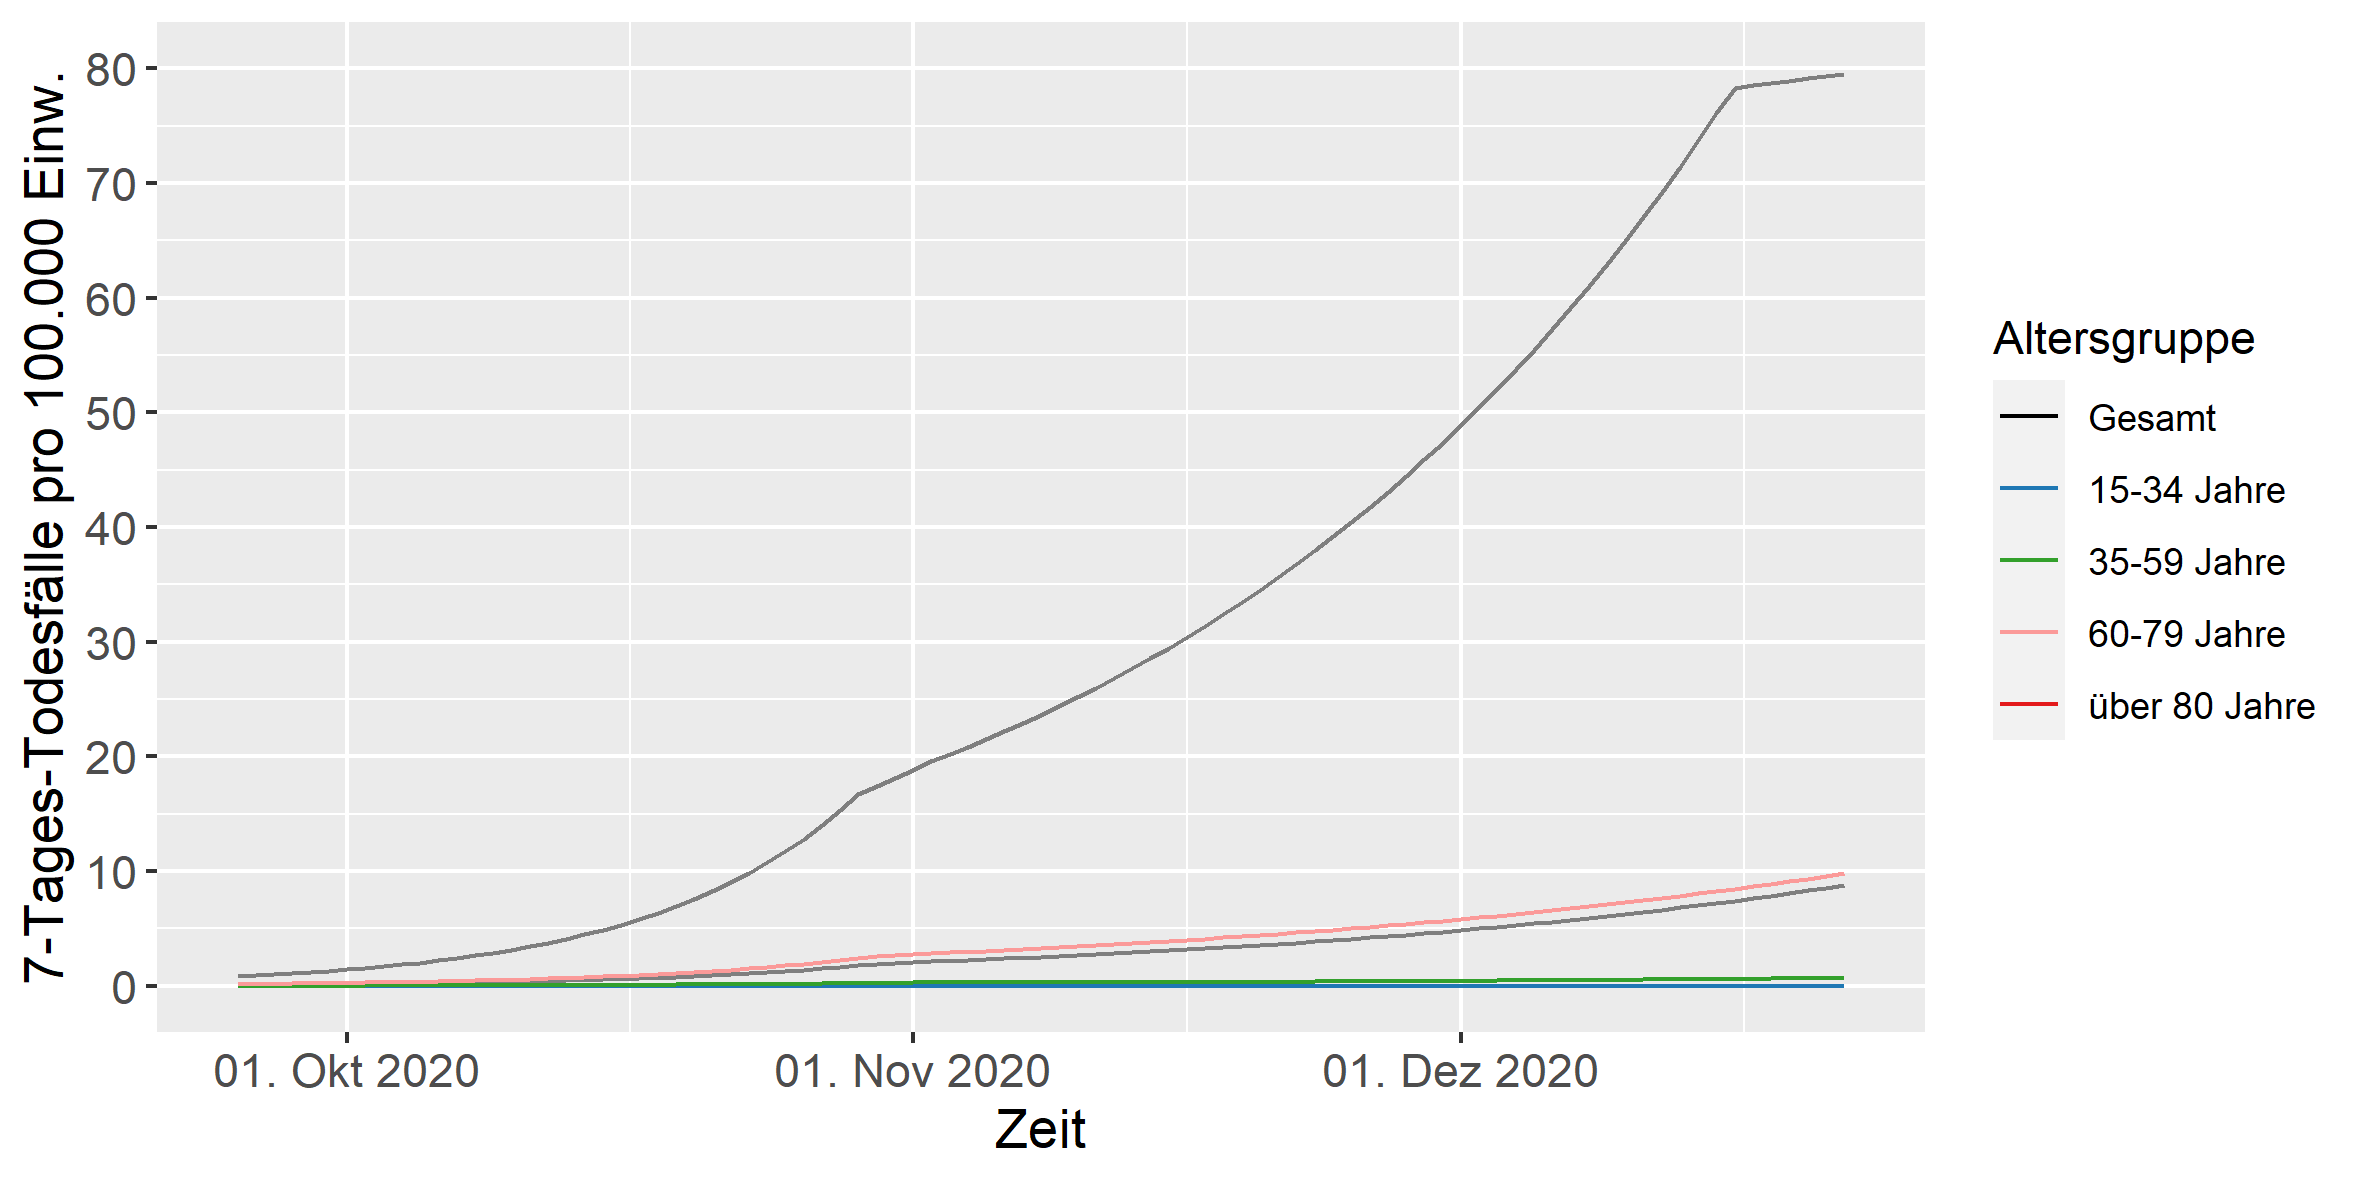 7-Tages-Todesfälle pro 100.000 Einw.
80
70
60
50
40
30
20
10
0
01. Okt 2020
01. Nov 2020
01. Dez 2020
Zeit
Altersgruppe
Gesamt
15-34 Jahre
35-59 Jahre
60-79 Jahre
über 80 Jahre